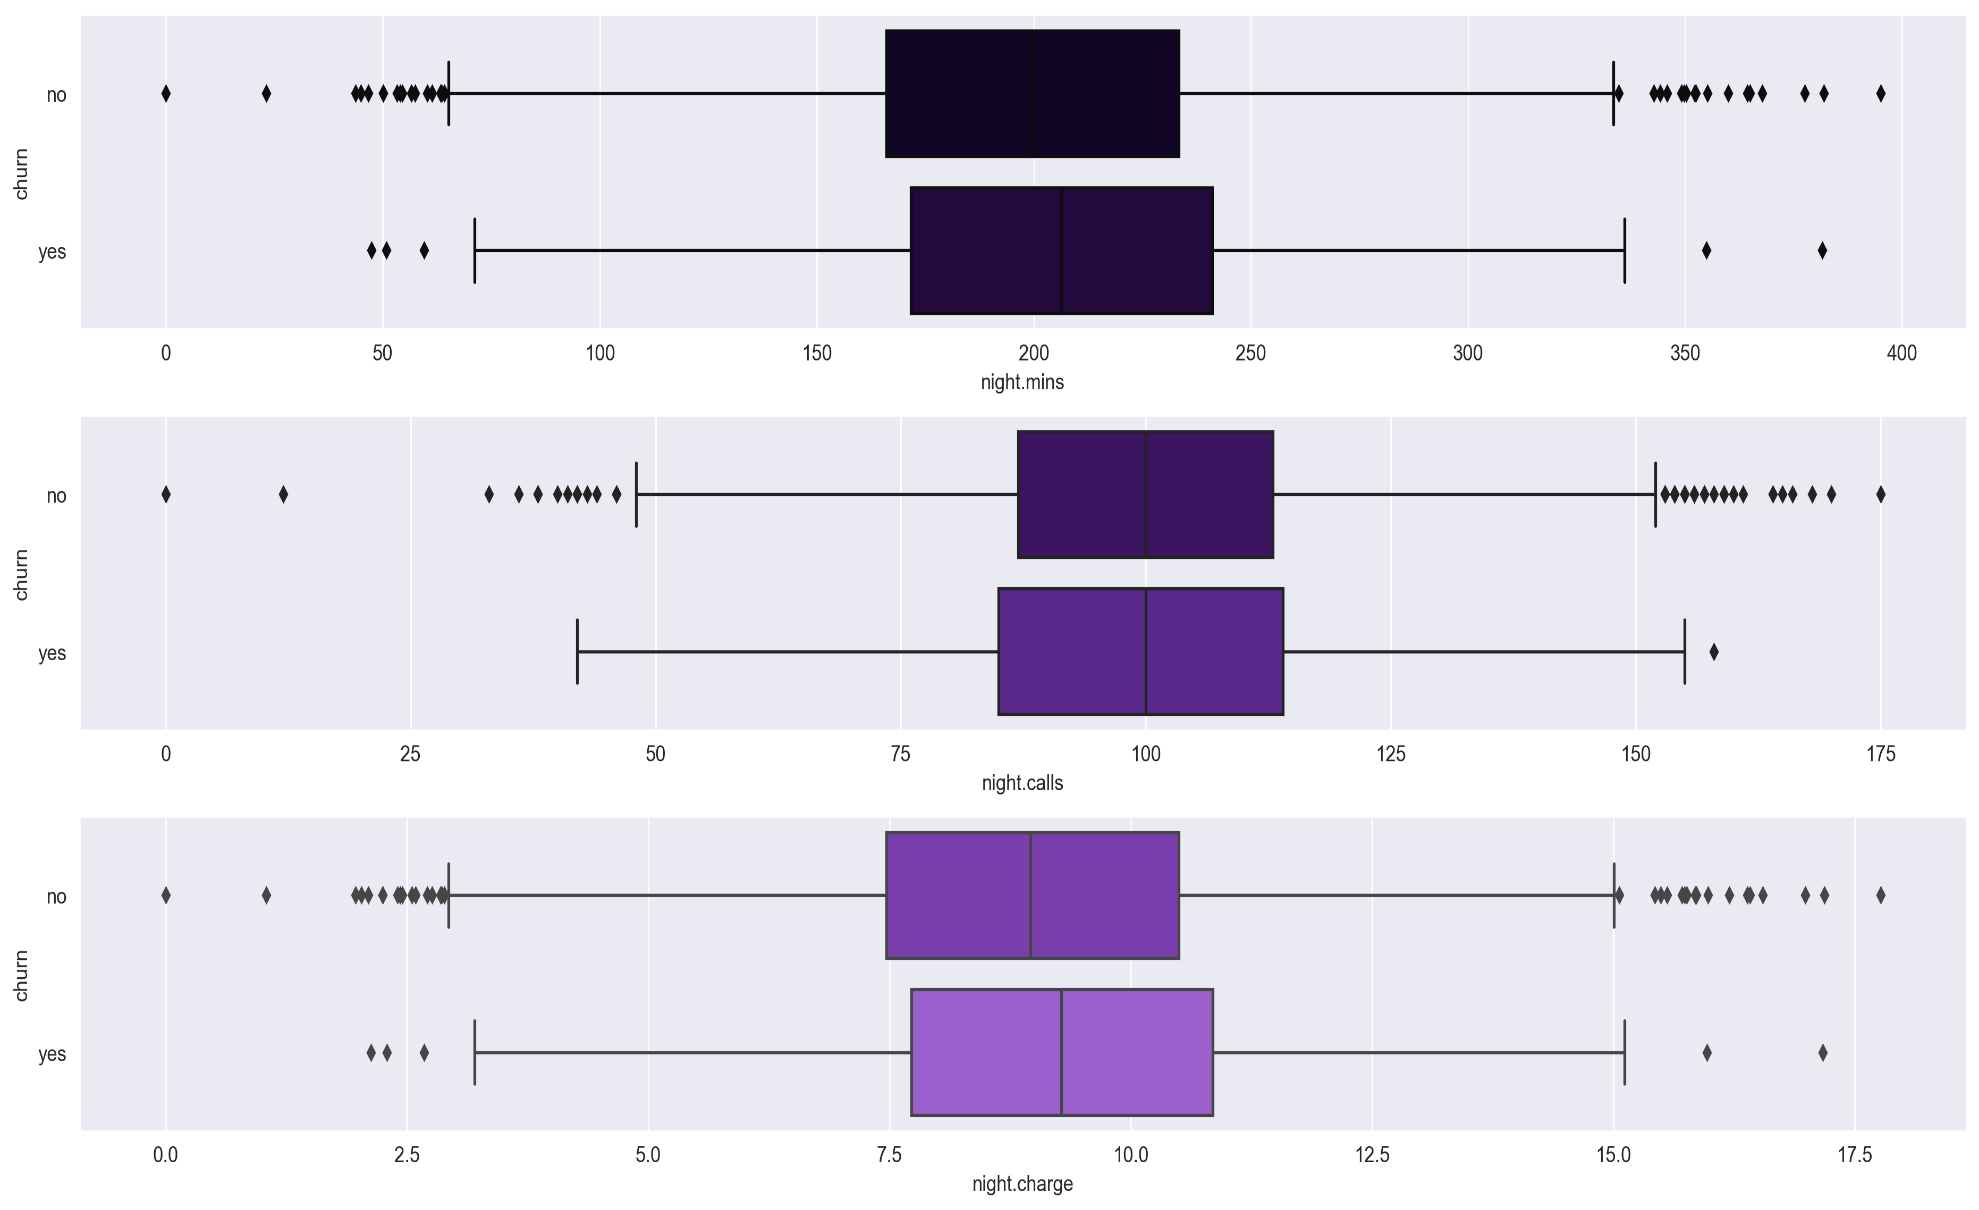 no
churn
yes
0 50 100 150 200 250 300 350 400
night.mins
no
churn
yes
0 25 50 75 100 125 150 175
night.calls
no
churn
yes
0.0 2.5 5.0 7.5 10.0 12.5 15.0 17.5
night.charge